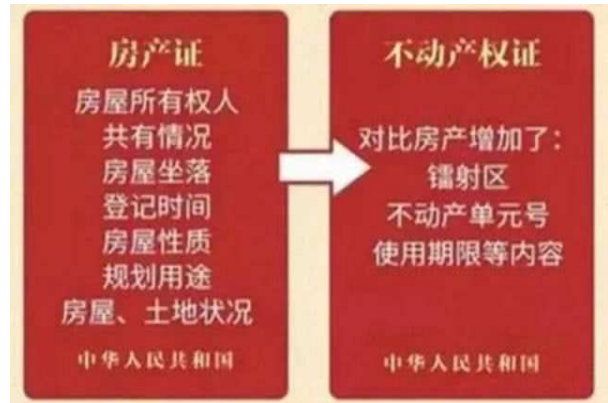 房产证
房屋所有权人
共有情况
房屋坐落
登记时间
房屋性质
规划用途
房屋、土地状况
中华人民共和国
不动产权证
对比房产增加了：
镭射区
不动产单元号
使用期限等内容
中华人民共和国